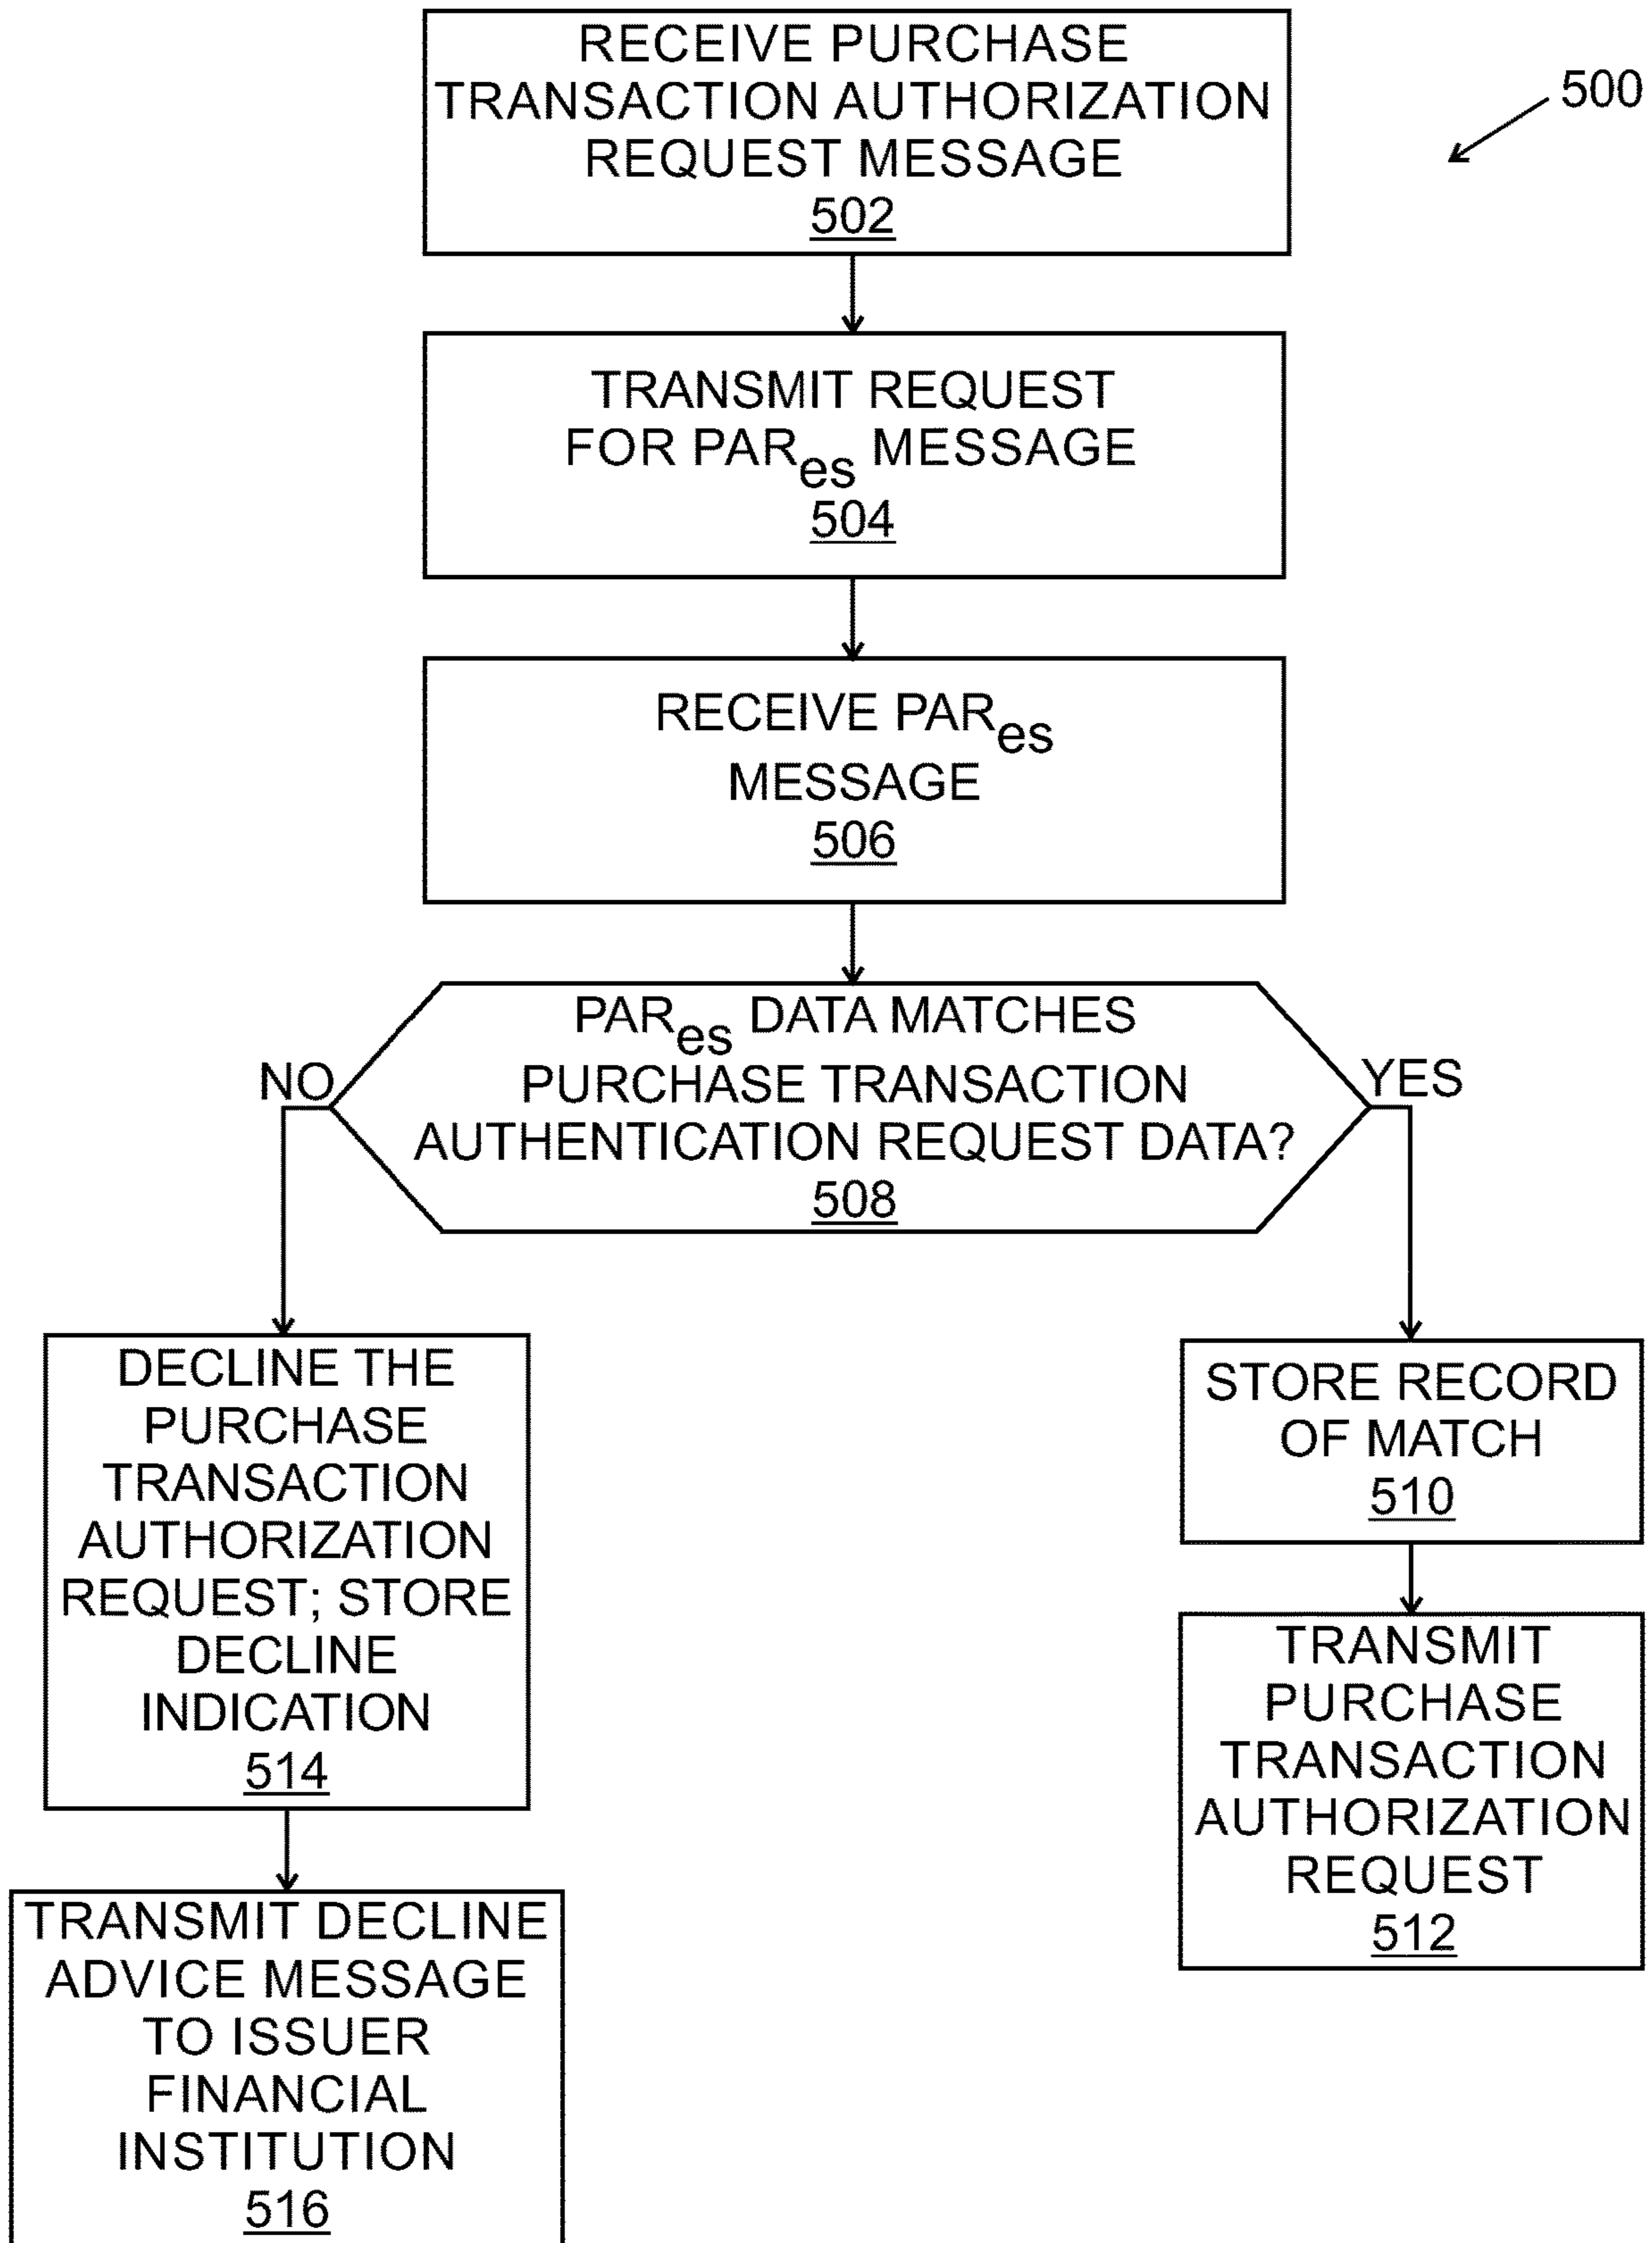 RECEIVE PURCHASE
TRANSACTION AUTHORIZATION
REQUEST MESSAGE
502
500
TRANSMIT REQUEST
FOR PARes MESSAGE
504
RECEIVE PARes
MESSAGE
506
PARes DATA MATCHES
PURCHASE TRANSACTION
AUTHENTICATION REQUEST DATA?
508
NO
YES
DECLINE THE
PURCHASE
TRANSACTION
AUTHORIZATION
REQUEST; STORE
DECLINE
INDICATION
514
STORE RECORD
OF MATCH
510
TRANSMIT
PURCHASE
TRANSACTION
AUTHORIZATION
REQUEST
512
TRANSMIT DECLINE
ADVICE MESSAGE
TO ISSUER
FINANCIAL
INSTITUTION
516